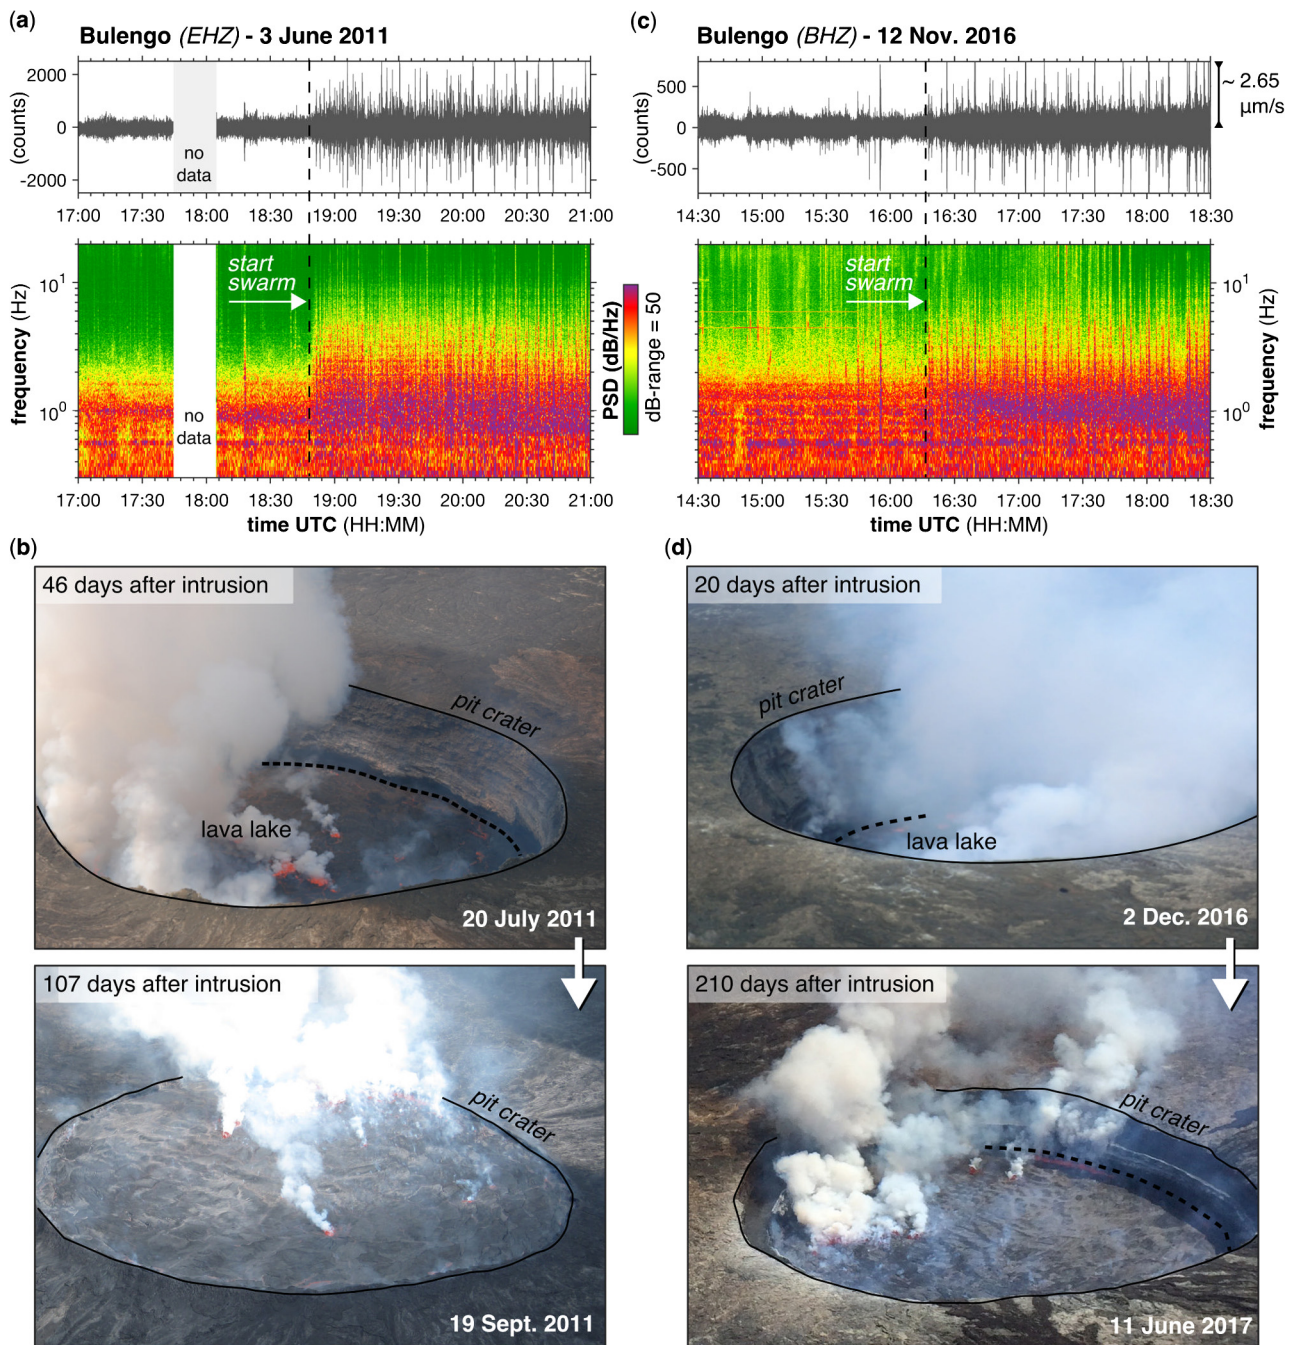 (a)
Bulengo (EHZ) - 3 June 2011
2000
0
-2000
(counts)
no
data
17:00 17:30 18:00 18:30 19:00 19:30 20:00 20:30 21:00
10¹
10⁰
frequency (Hz)
start
swarm
no
data
17:00 17:30 18:00 18:30 19:00 19:30 20:00 20:30 21:00
time UTC (HH:MM)
PSD (dB/Hz)
dB-range = 50
(c)
Bulengo (BHZ) - 12 Nov. 2016
500
0
-500
(counts)
~ 2.65
µm/s
14:30 15:00 15:30 16:00 16:30 17:00 17:30 18:00 18:30
start
swarm
10¹
10⁰
frequency (Hz)
14:30 15:00 15:30 16:00 16:30 17:00 17:30 18:00 18:30
time UTC (HH:MM)
(b)
46 days after intrusion
pit crater
lava lake
20 July 2011
107 days after intrusion
pit crater
19 Sept. 2011
(d)
20 days after intrusion
pit crater
lava lake
2 Dec. 2016
210 days after intrusion
pit crater
11 June 2017